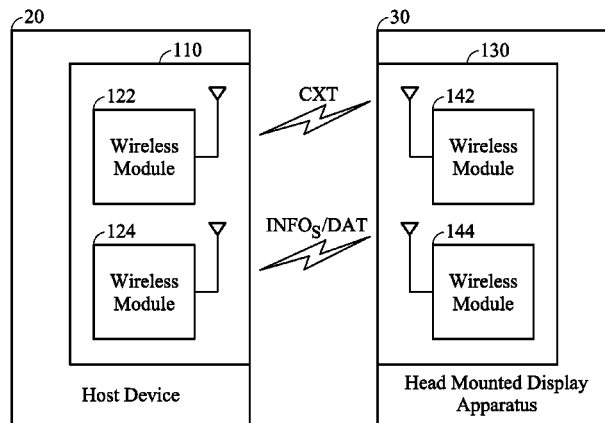 20
30
110
130
122
CXT
142
Wireless
Module
Wireless
Module
124
INFOS/DAT
144
Wireless
Module
Wireless
Module
Host Device
Head Mounted Display
Apparatus